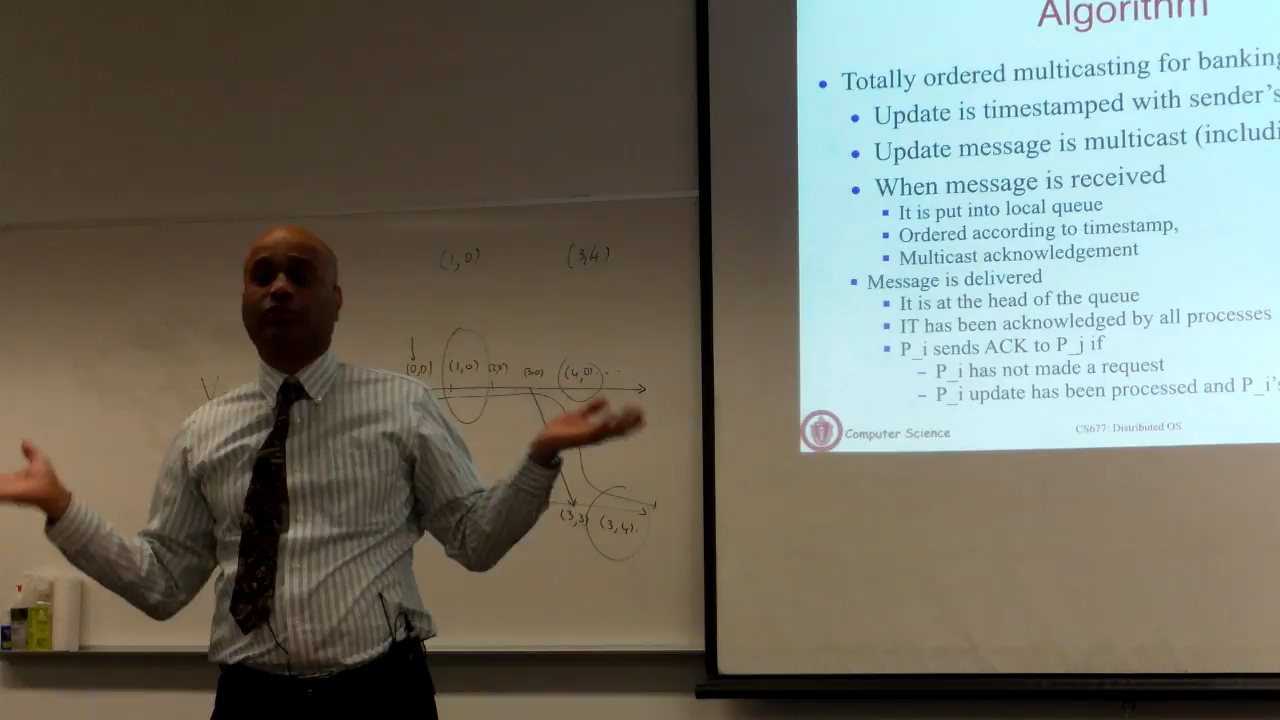 Algorithm
• Totally ordered multicasting for banking
• Update is timestamped with sender's
• Update message is multicast (includi
• When message is received
▪ It is put into local queue
▪ Ordered according to timestamp,
▪ Multicast acknowledgement
▪ Message is delivered
▪ It is at the head of the queue
▪ IT has been acknowledged by all processes
▪ P_i sends ACK to P_j if
– P_i has not made a request
– P_i update has been processed and P_i's
Computer Science
CS677: Distributed OS
(1,0) (3,4)
(0,0) (1,0) (2,0) (3,0) (4,0) ...
(3,3) (3,4).